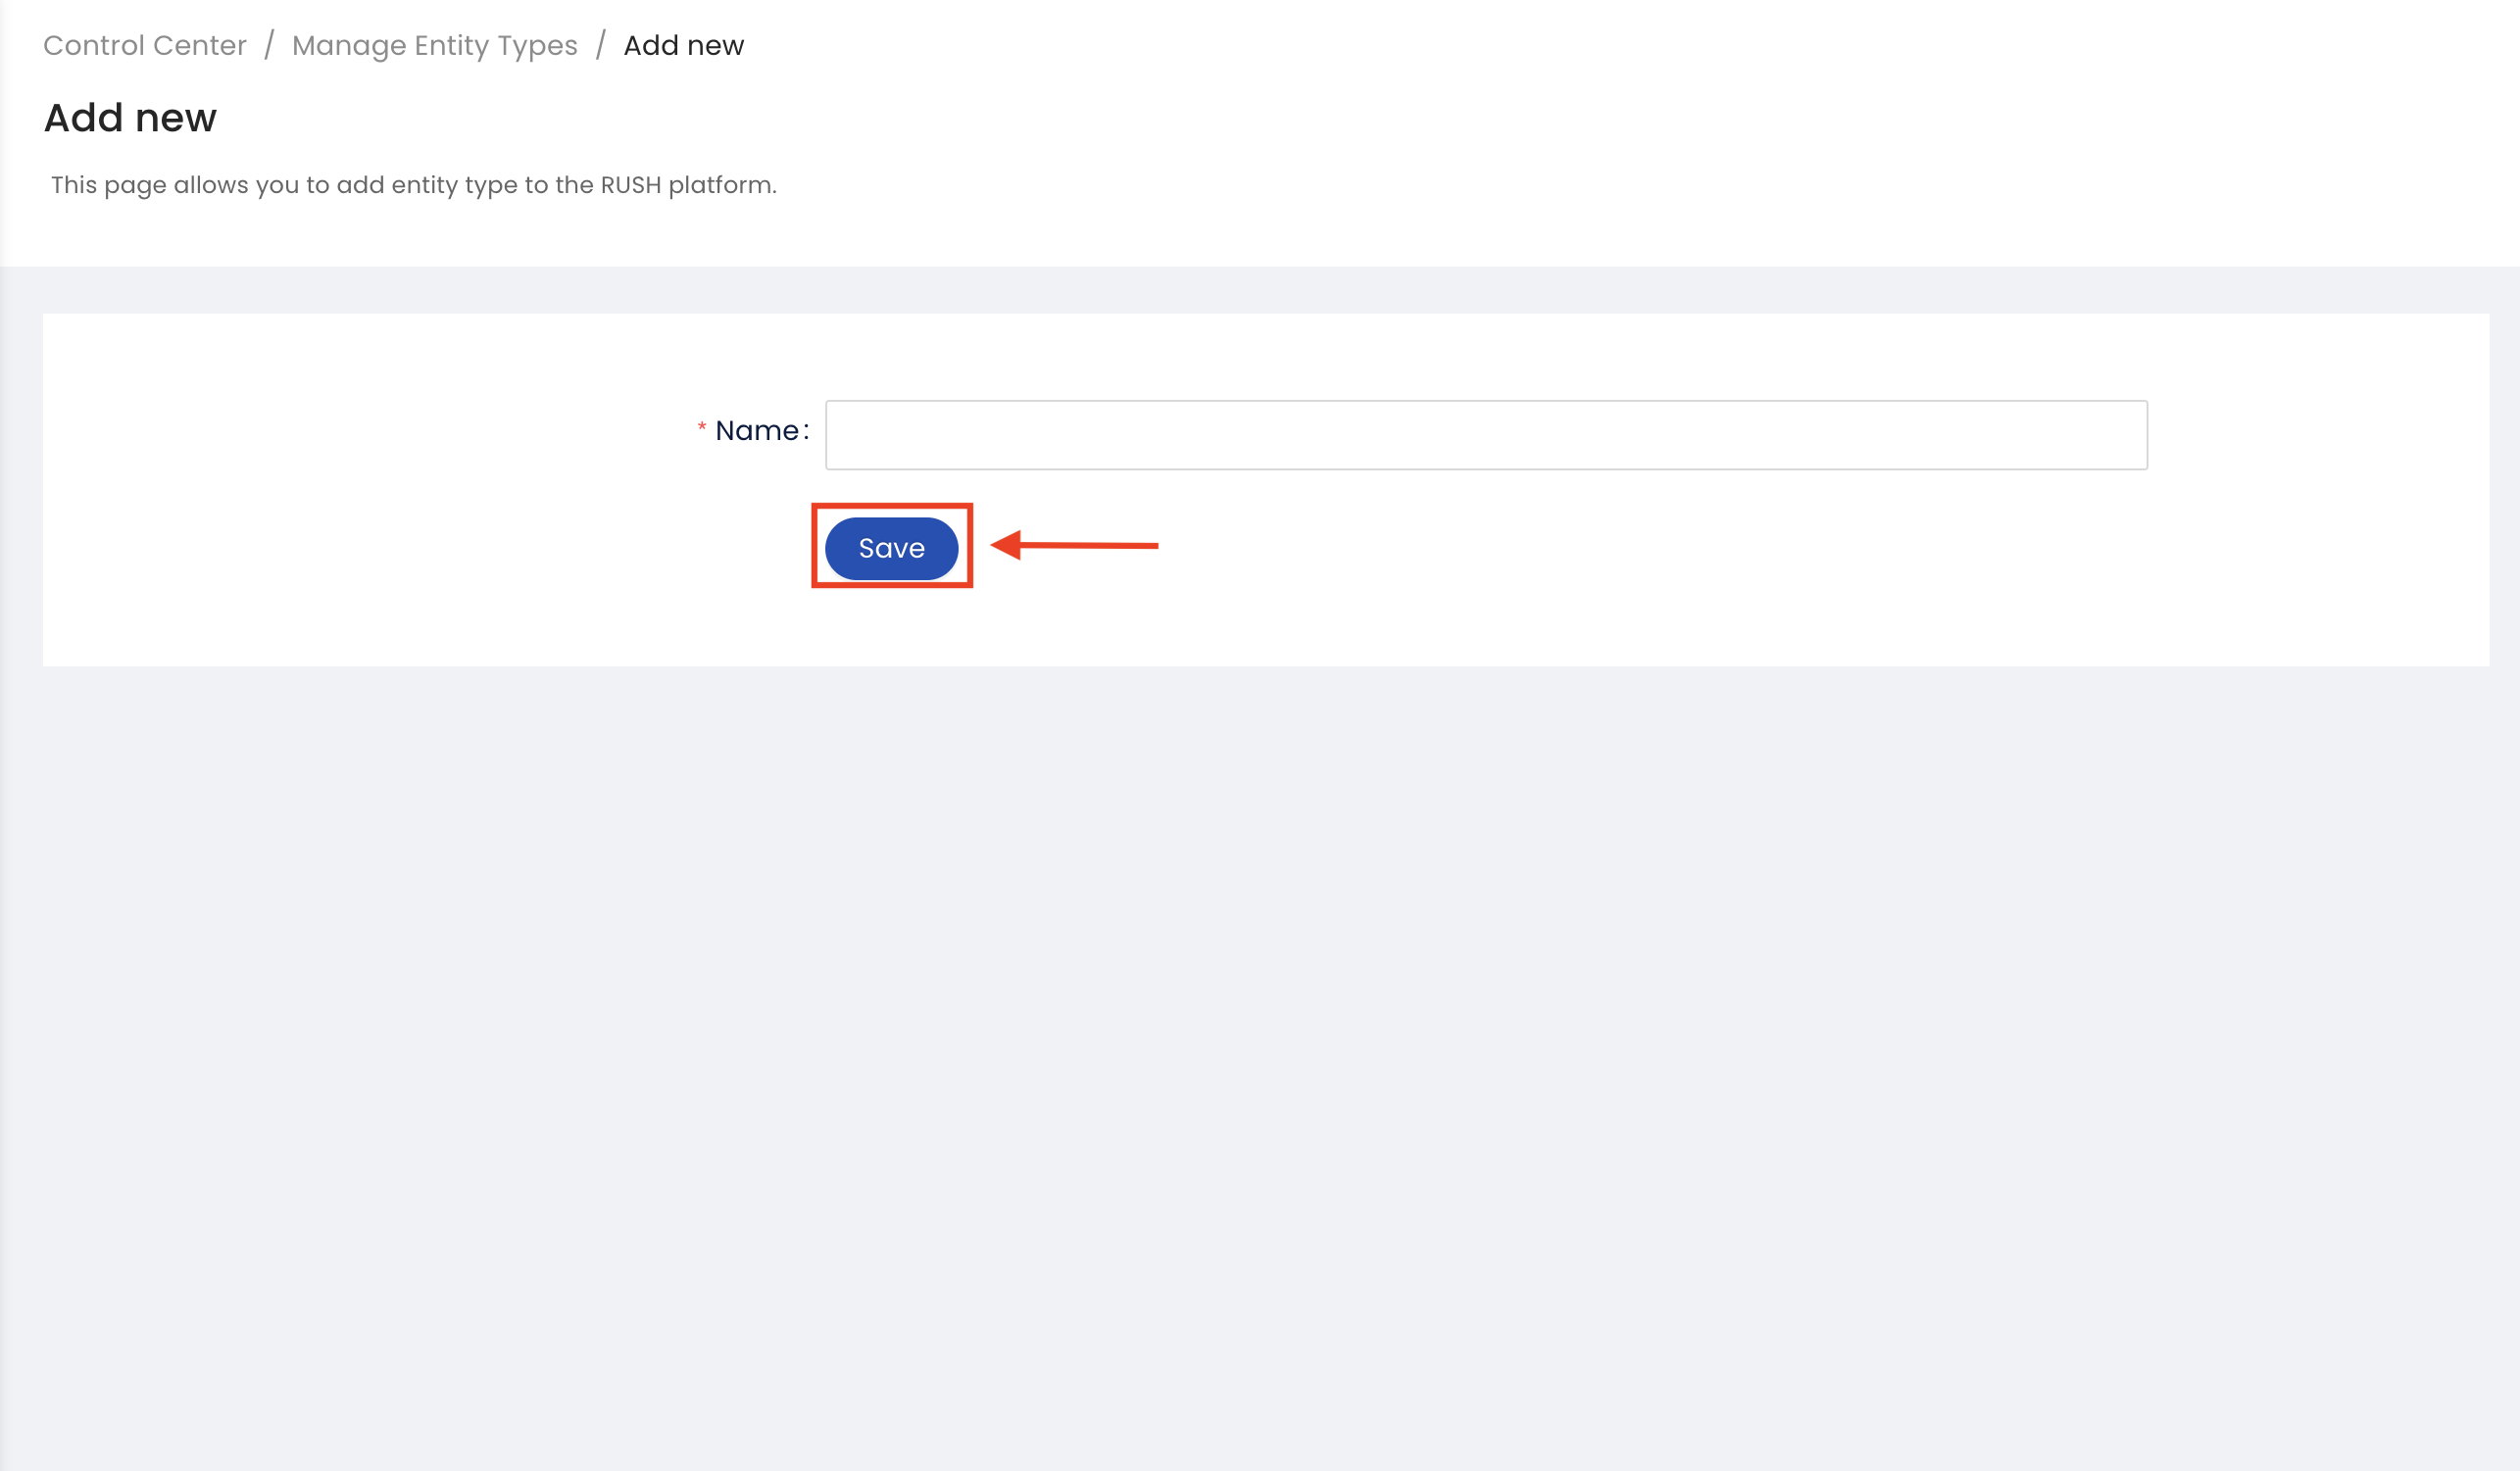 Control Center / Manage Entity Types / Add new
Add new
This page allows you to add entity type to the RUSH platform.
* Name:
Save